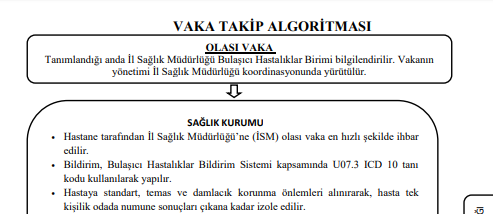 VAKA TAKİP ALGORİTMASI
OLASI VAKA
Tanımlandığı anda İl Sağlık Müdürlüğü Bulaşıcı Hastalıklar Birimi bilgilendirilir. Vakanın
yönetimi İl Sağlık Müdürlüğü koordinasyonunda yürütülür.
SAĞLIK KURUMU
• Hastane tarafından İl Sağlık Müdürlüğü’ne (İSM) olası vaka en hızlı şekilde ihbar
edilir.
• Bildirim, Bulaşıcı Hastalıklar Bildirim Sistemi kapsamında U07.3 ICD 10 tanı
kodu kullanılarak yapılır.
• Hastaya standart, temas ve damlacık korunma önlemleri alınırarak, hasta tek
kişilik odada numune sonuçları çıkana kadar izole edilir.